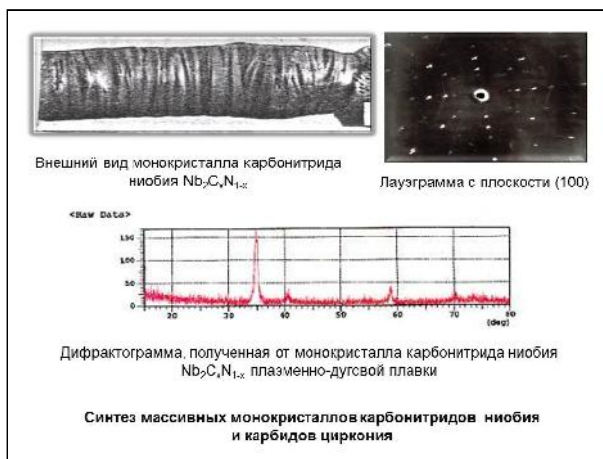 Внешний вид монокристалла карбонитрида
ниобия Nb₂CₓN₁₋ₓ
Лауэграмма с плоскости (100)
<Raw Data>
150
100
50
0
20 30 40 50 60 70 80
[deg]
Дифрактограмма, полученная от монокристалла карбонитрида ниобия
Nb₂CₓN₁₋ₓ плазменно-дуговой плавки
Синтез массивных монокристаллов карбонитридов ниобия
и карбидов циркония